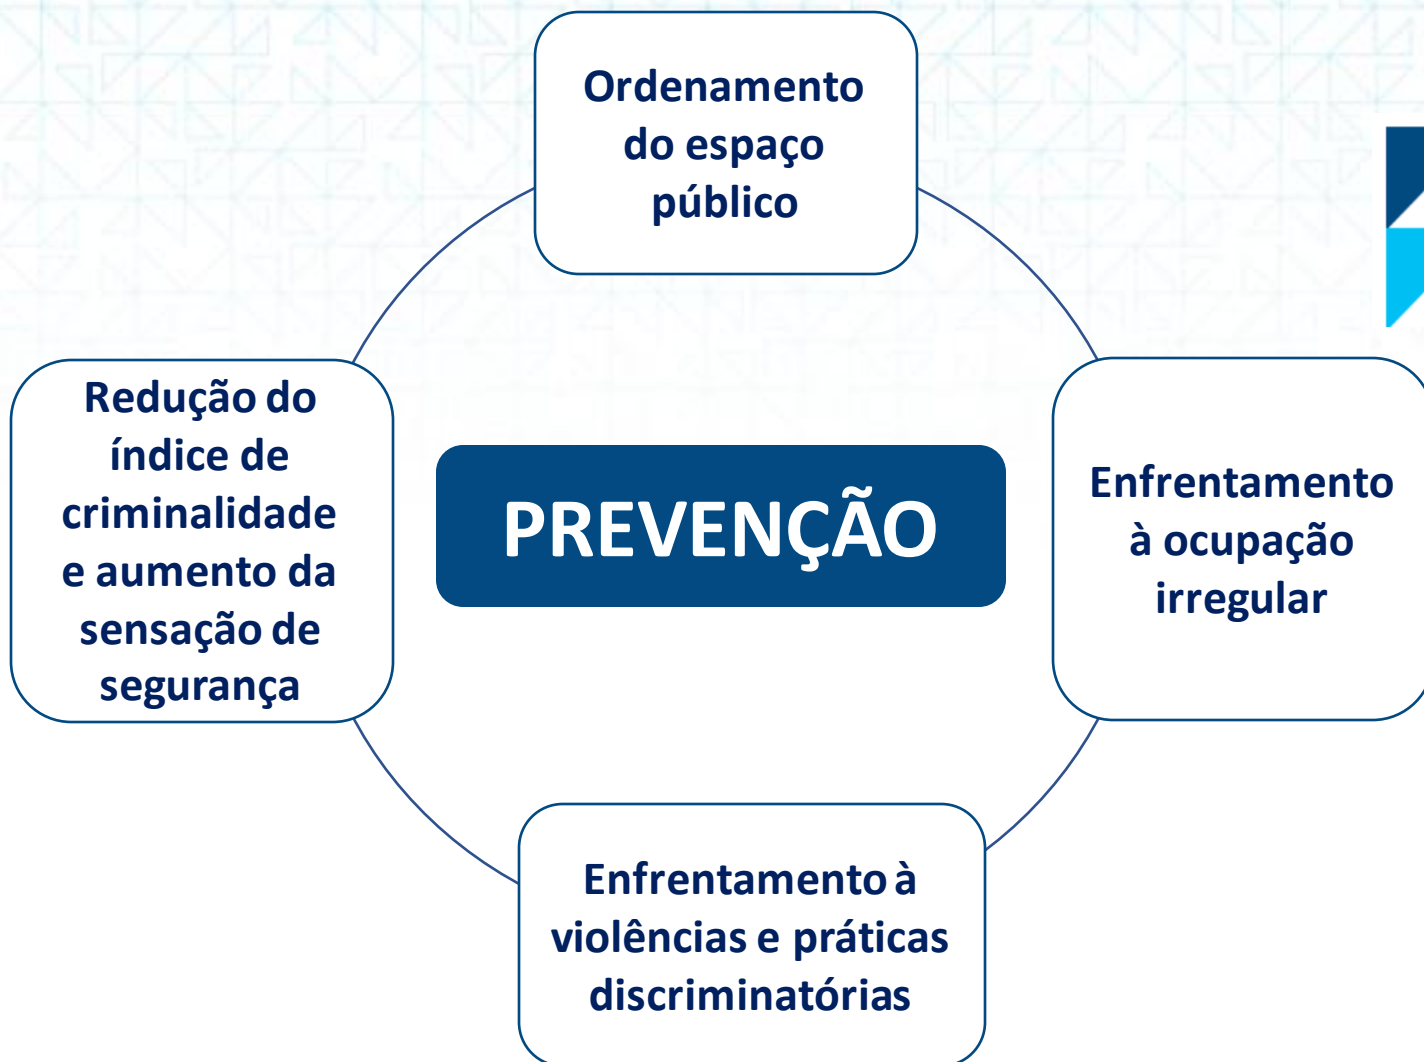 Ordenamento
do espaço
público
Redução do
índice de
criminalidade
e aumento da
sensação de
segurança
PREVENÇÃO
Enfrentamento
à ocupação
irregular
Enfrentamento à
violências e práticas
discriminatórias